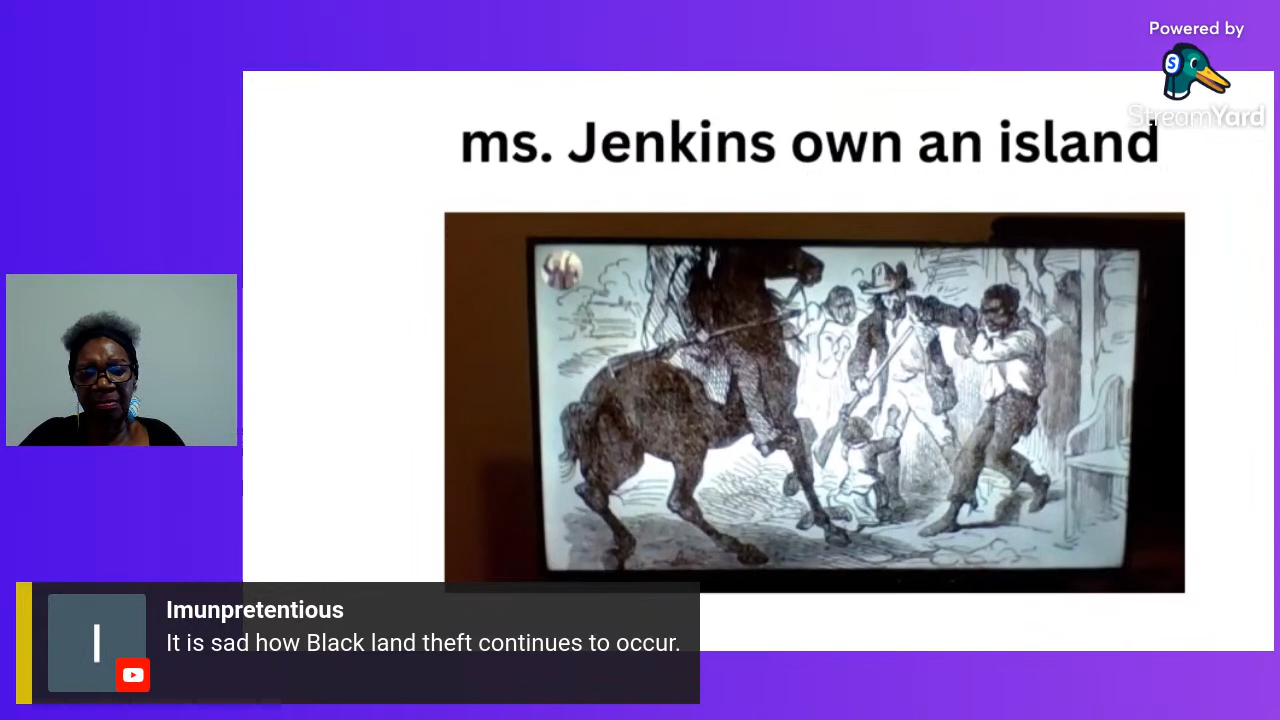 Powered by
StreamYard
ms. Jenkins own an island
Imunpretentious
It is sad how Black land theft continues to occur.